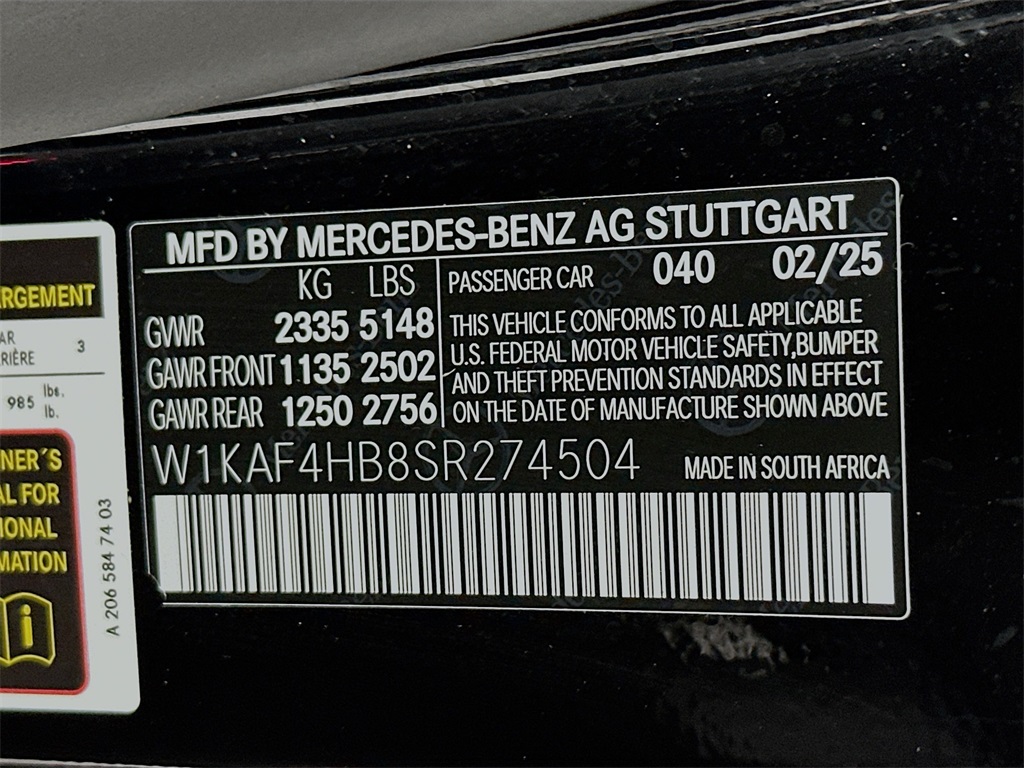 MFD BY MERCEDES-BENZ AG STUTTGART
KG LBS
GVWR 2335 5148
GAWR FRONT 1135 2502
GAWR REAR 1250 2756
PASSENGER CAR 040 02/25
THIS VEHICLE CONFORMS TO ALL APPLICABLE
U.S. FEDERAL MOTOR VEHICLE SAFETY,BUMPER
AND THEFT PREVENTION STANDARDS IN EFFECT
ON THE DATE OF MANUFACTURE SHOWN ABOVE
W1KAF4HB8SR274504 MADE IN SOUTH AFRICA
RGEMENT
AR
RIÈRE 3
985 lbs.
lb.
NER´S
AL FOR
IONAL
MATION
i
A 206 584 74 03